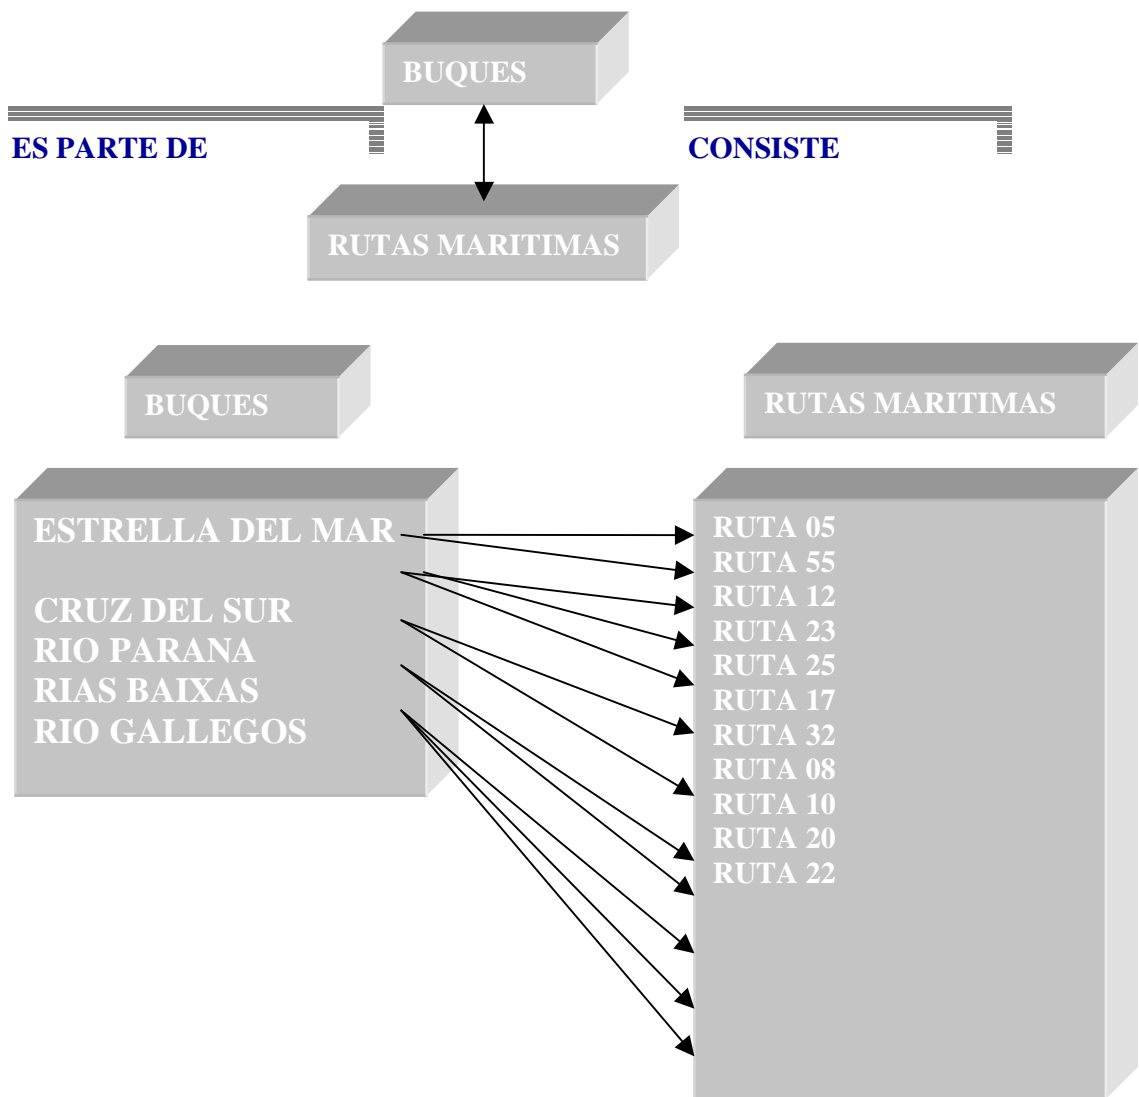 BUQUES
ES PARTE DE
CONSISTE
RUTAS MARITIMAS
BUQUES
RUTAS MARITIMAS
ESTRELLA DEL MAR
CRUZ DEL SUR
RIO PARANA
RIAS BAIXAS
RIO GALLEGOS
RUTA 05
RUTA 55
RUTA 12
RUTA 23
RUTA 25
RUTA 17
RUTA 32
RUTA 08
RUTA 10
RUTA 20
RUTA 22